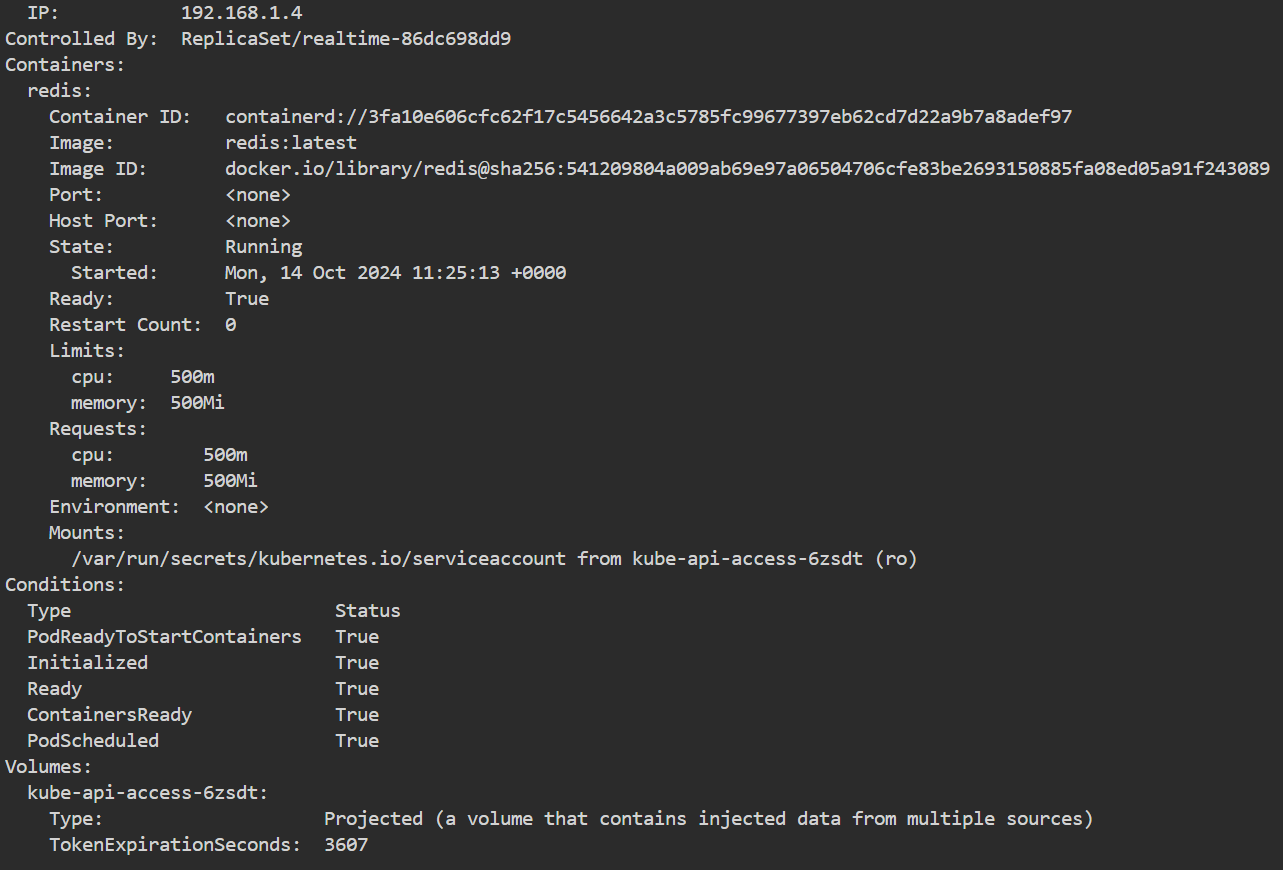 IP: 192.168.1.4
Controlled By: ReplicaSet/realtime-86dc698dd9
Containers:
redis:
Container ID: containerd://3fa10e606cfc62f17c5456642a3c5785fc99677397eb62cd7d22a9b7a8adef97
Image: redis:latest
Image ID: docker.io/library/redis@sha256:541209804a009ab69e97a06504706cfe83be2693150885fa08ed05a91f243089
Port: <none>
Host Port: <none>
State: Running
Started: Mon, 14 Oct 2024 11:25:13 +0000
Ready: True
Restart Count: 0
Limits:
cpu: 500m
memory: 500Mi
Requests:
cpu: 500m
memory: 500Mi
Environment: <none>
Mounts:
/var/run/secrets/kubernetes.io/serviceaccount from kube-api-access-6zsdt (ro)
Conditions:
Type Status
PodReadyToStartContainers True
Initialized True
Ready True
ContainersReady True
PodScheduled True
Volumes:
kube-api-access-6zsdt:
Type: Projected (a volume that contains injected data from multiple sources)
TokenExpirationSeconds: 3607